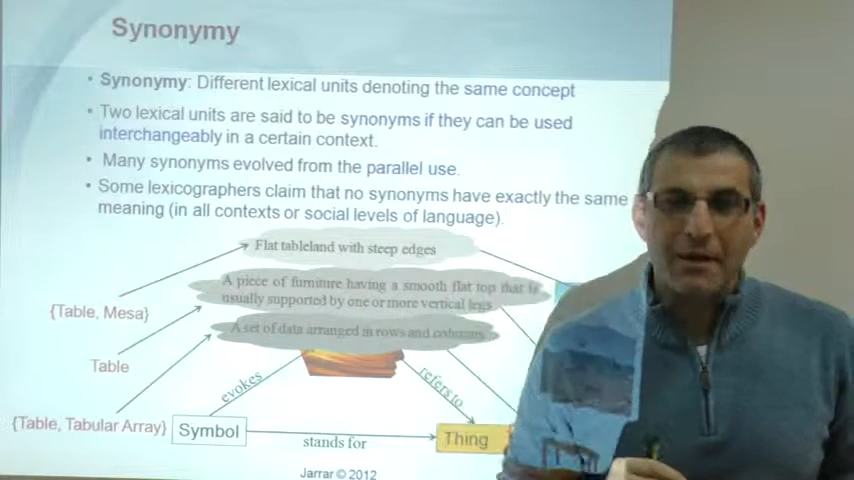 Synonymy
• Synonymy: Different lexical units denoting the same concept
• Two lexical units are said to be synonyms if they can be used
interchangeably in a certain context.
• Many synonyms evolved from the parallel use.
• Some lexicographers claim that no synonyms have exactly the same
meaning (in all contexts or social levels of language).
Flat tableland with steep edges
A piece of furniture having a smooth flat top that is
usually supported by one or more vertical legs
{Table, Mesa}
A set of data arranged in rows and columns
Table
evokes
refers to
{Table, Tabular Array}
Symbol
stands for
Thing
Jarrar © 2012